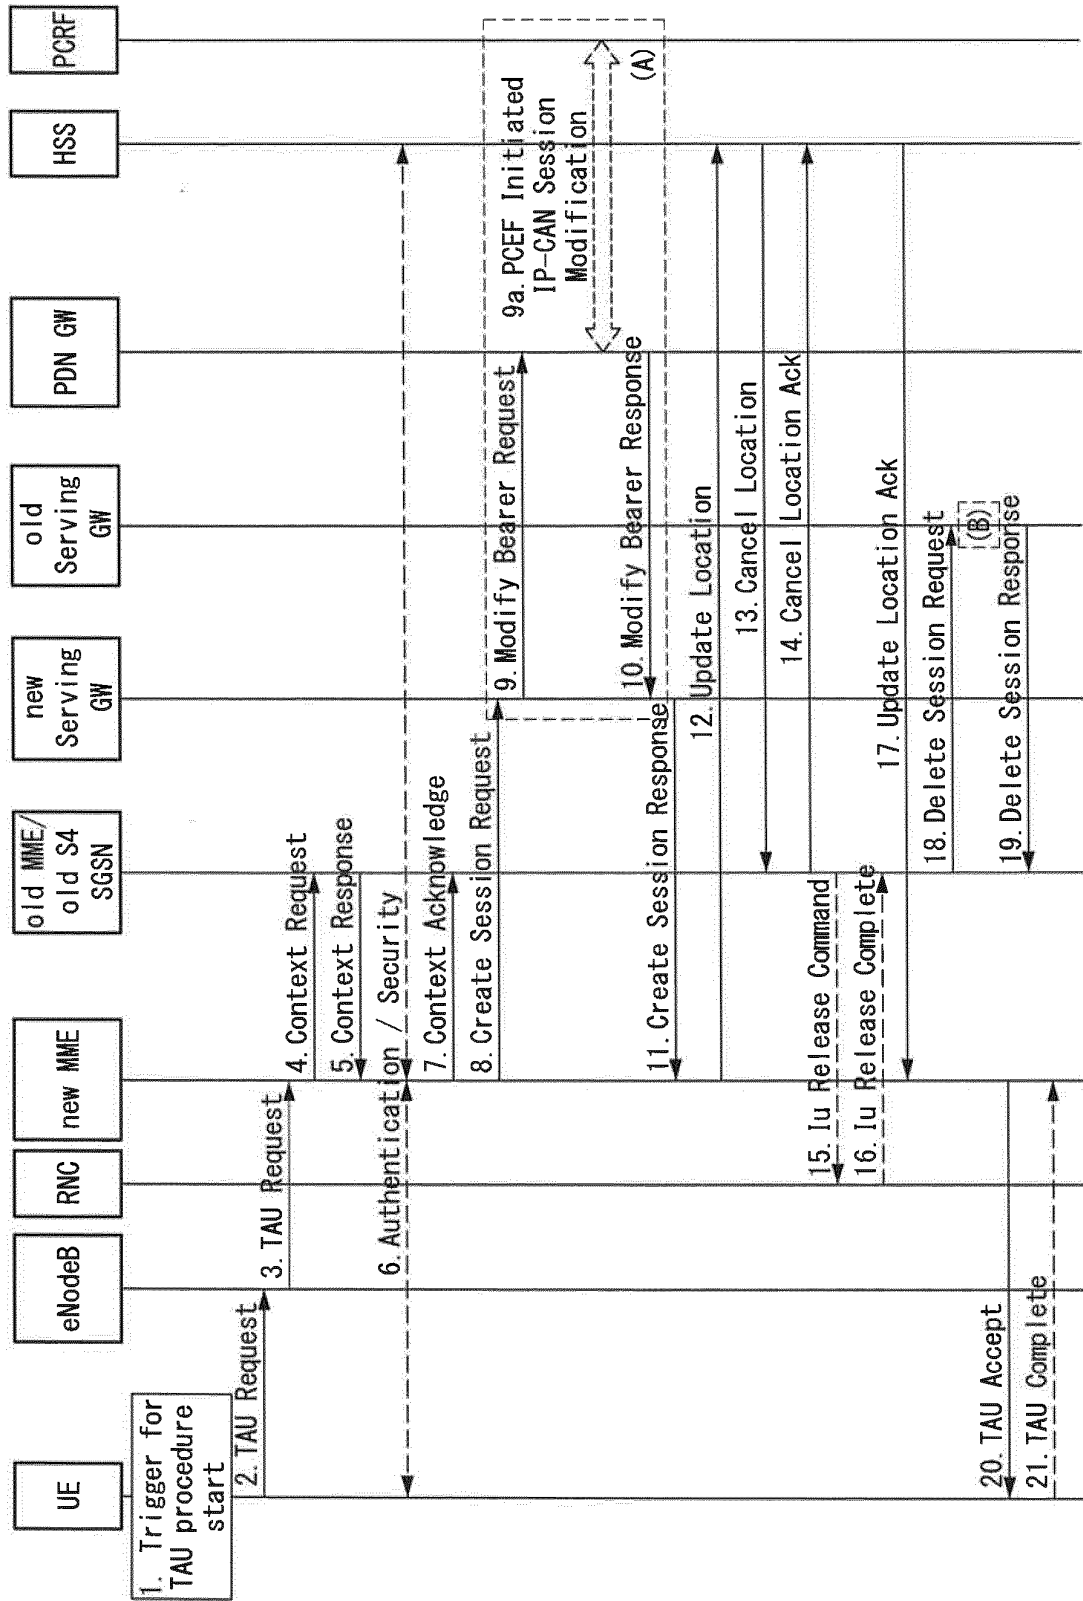 UE
eNodeB
RNC
new MME
old MME/
old S4
SGSN
new
Serving
GW
old
Serving
GW
PDN GW
HSS
PCRF
1. Trigger for
TAU procedure
start
2. TAU Request
3. TAU Request
4. Context Request
5. Context Response
6. Authentication / Security
7. Context Acknowledge
8. Create Session Request
9. Modify Bearer Request
9a. PCEF Initiated
IP-CAN Session
Modification
(A)
10. Modify Bearer Response
11. Create Session Response
12. Update Location
13. Cancel Location
14. Cancel Location Ack
15. Iu Release Command
16. Iu Release Complete
17. Update Location Ack
18. Delete Session Request
(B)
19. Delete Session Response
20. TAU Accept
21. TAU Complete